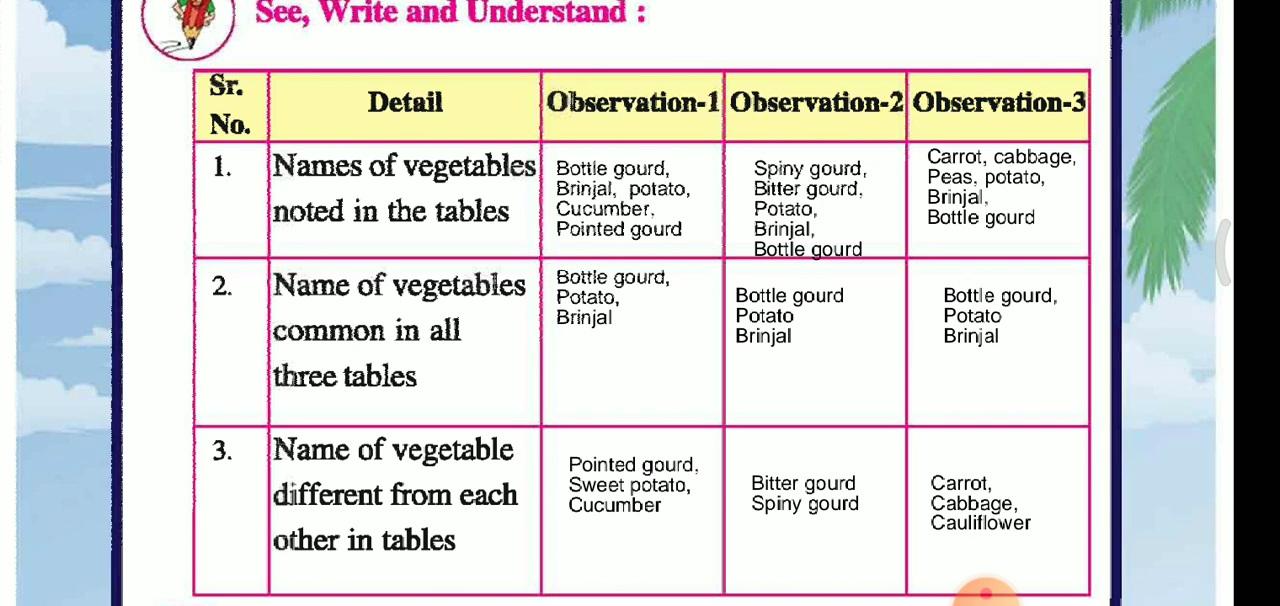 See, Write and Understand :
Sr.
No.
Detail
Observation-1
Observation-2
Observation-3
1.
Names of vegetables
noted in the tables
Bottle gourd,
Brinjal, potato,
Cucumber,
Pointed gourd
Spiny gourd,
Bitter gourd,
Potato,
Brinjal,
Bottle gourd
Carrot, cabbage,
Peas, potato,
Brinjal,
Bottle gourd
2.
Name of vegetables
common in all
three tables
Bottle gourd,
Potato,
Brinjal
Bottle gourd
Potato
Brinjal
Bottle gourd,
Potato
Brinjal
3.
Name of vegetable
different from each
other in tables
Pointed gourd,
Sweet potato,
Cucumber
Bitter gourd
Spiny gourd
Carrot,
Cabbage,
Cauliflower